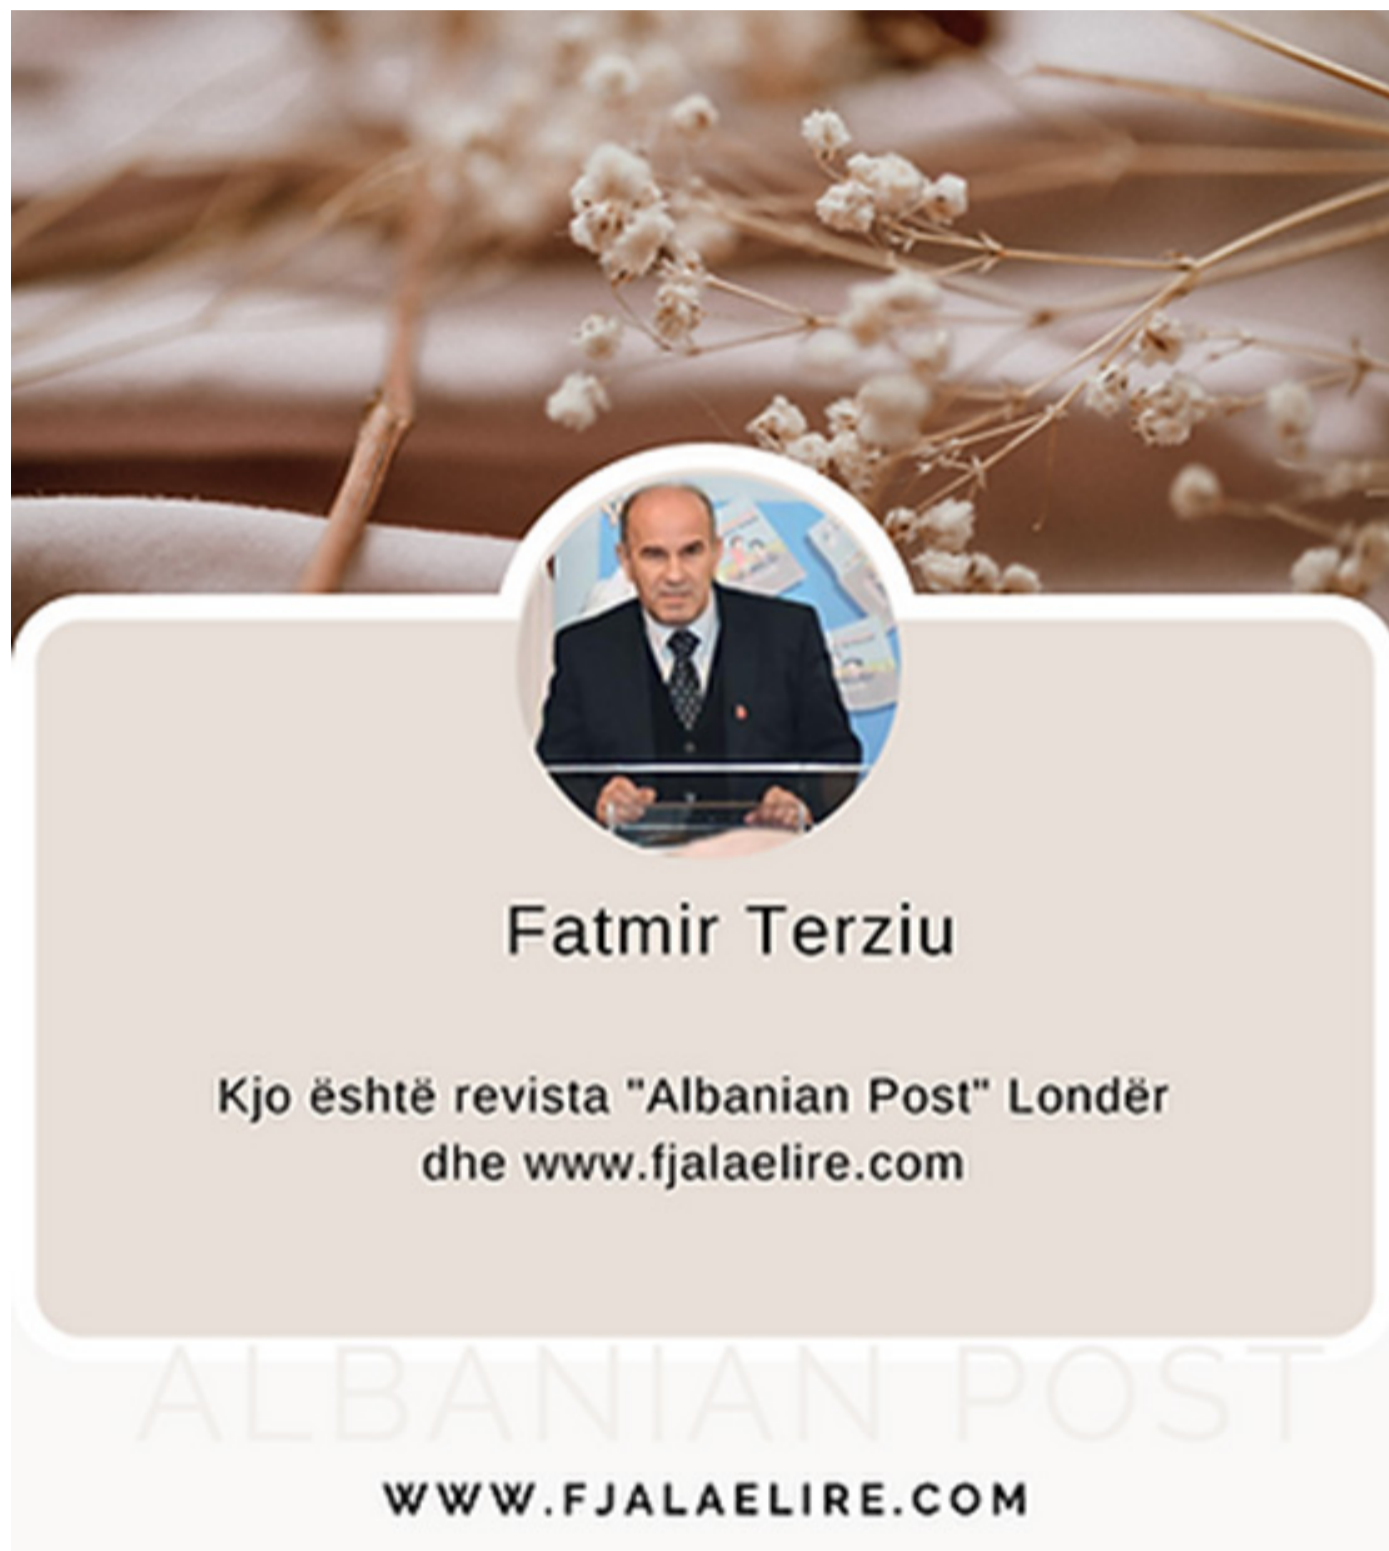 Fatmir Terziu
Kjo është revista "Albanian Post" Londër
dhe www.fjalaelire.com
ALBANIAN POST
WWW.FJALAELIRE.COM